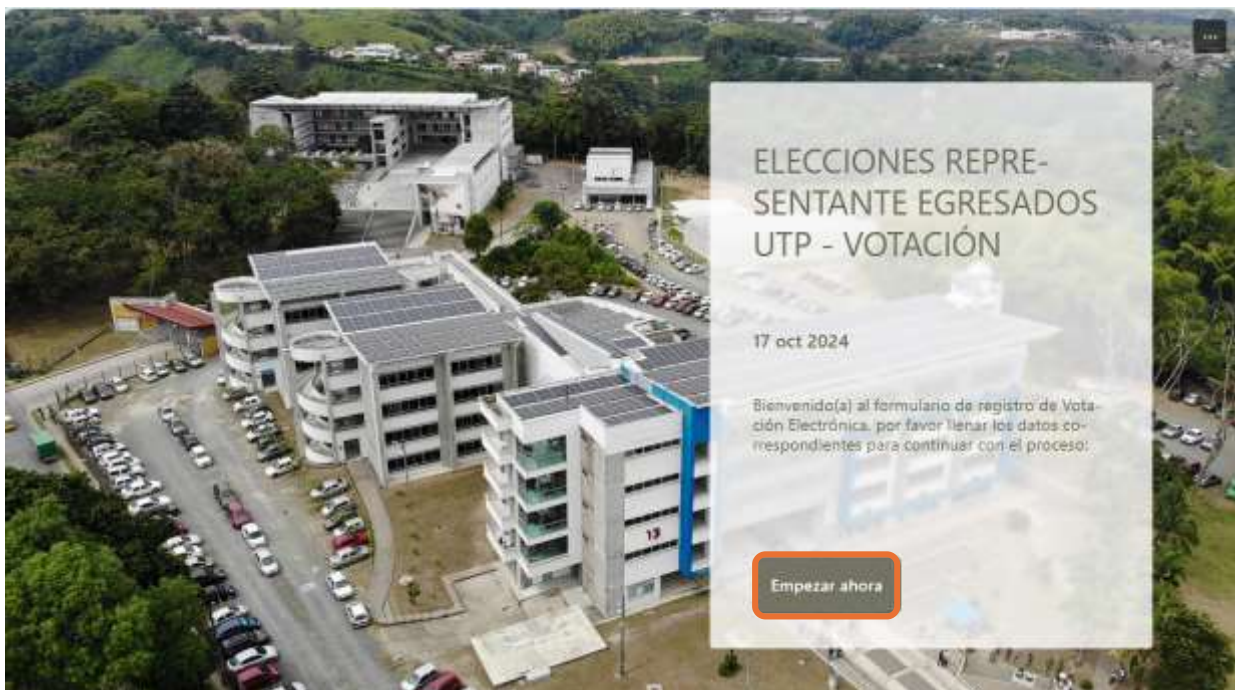 ELECCIONES REPRE-
SENTANTE EGRESADOS
UTP - VOTACIÓN
17 oct 2024
Bienvenido(a) al formulario de registro de Vota-
ción Electrónica, por favor llenar los datos co-
rrespondientes para continuar con el proceso:
13
Empezar ahora